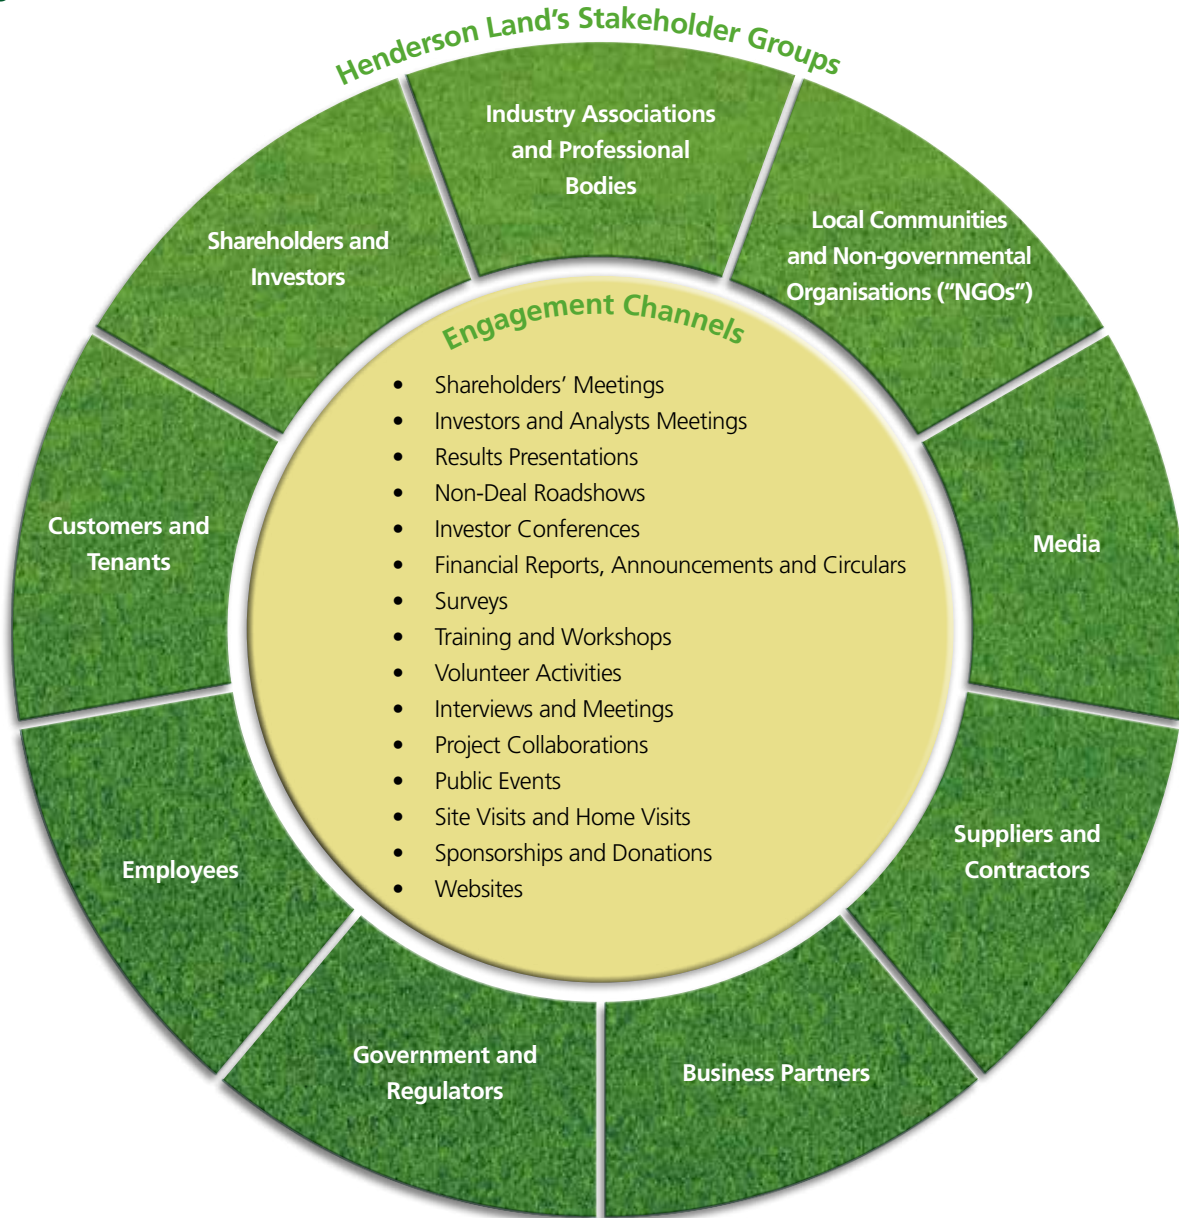 Henderson Land's Stakeholder Groups
Industry Associations
and Professional
Bodies
Local Communities
and Non-governmental
Organisations (“NGOs”)
Shareholders and
Investors
Media
Customers and
Tenants
Suppliers and
Contractors
Employees
Business Partners
Government and
Regulators
Engagement Channels
• Shareholders’ Meetings
• Investors and Analysts Meetings
• Results Presentations
• Non-Deal Roadshows
• Investor Conferences
• Financial Reports, Announcements and Circulars
• Surveys
• Training and Workshops
• Volunteer Activities
• Interviews and Meetings
• Project Collaborations
• Public Events
• Site Visits and Home Visits
• Sponsorships and Donations
• Websites